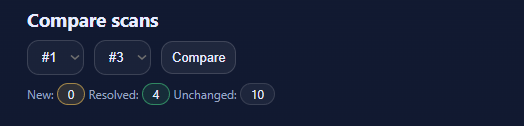 Compare scans
#1 #3 Compare
New: 0 Resolved: 4 Unchanged: 10